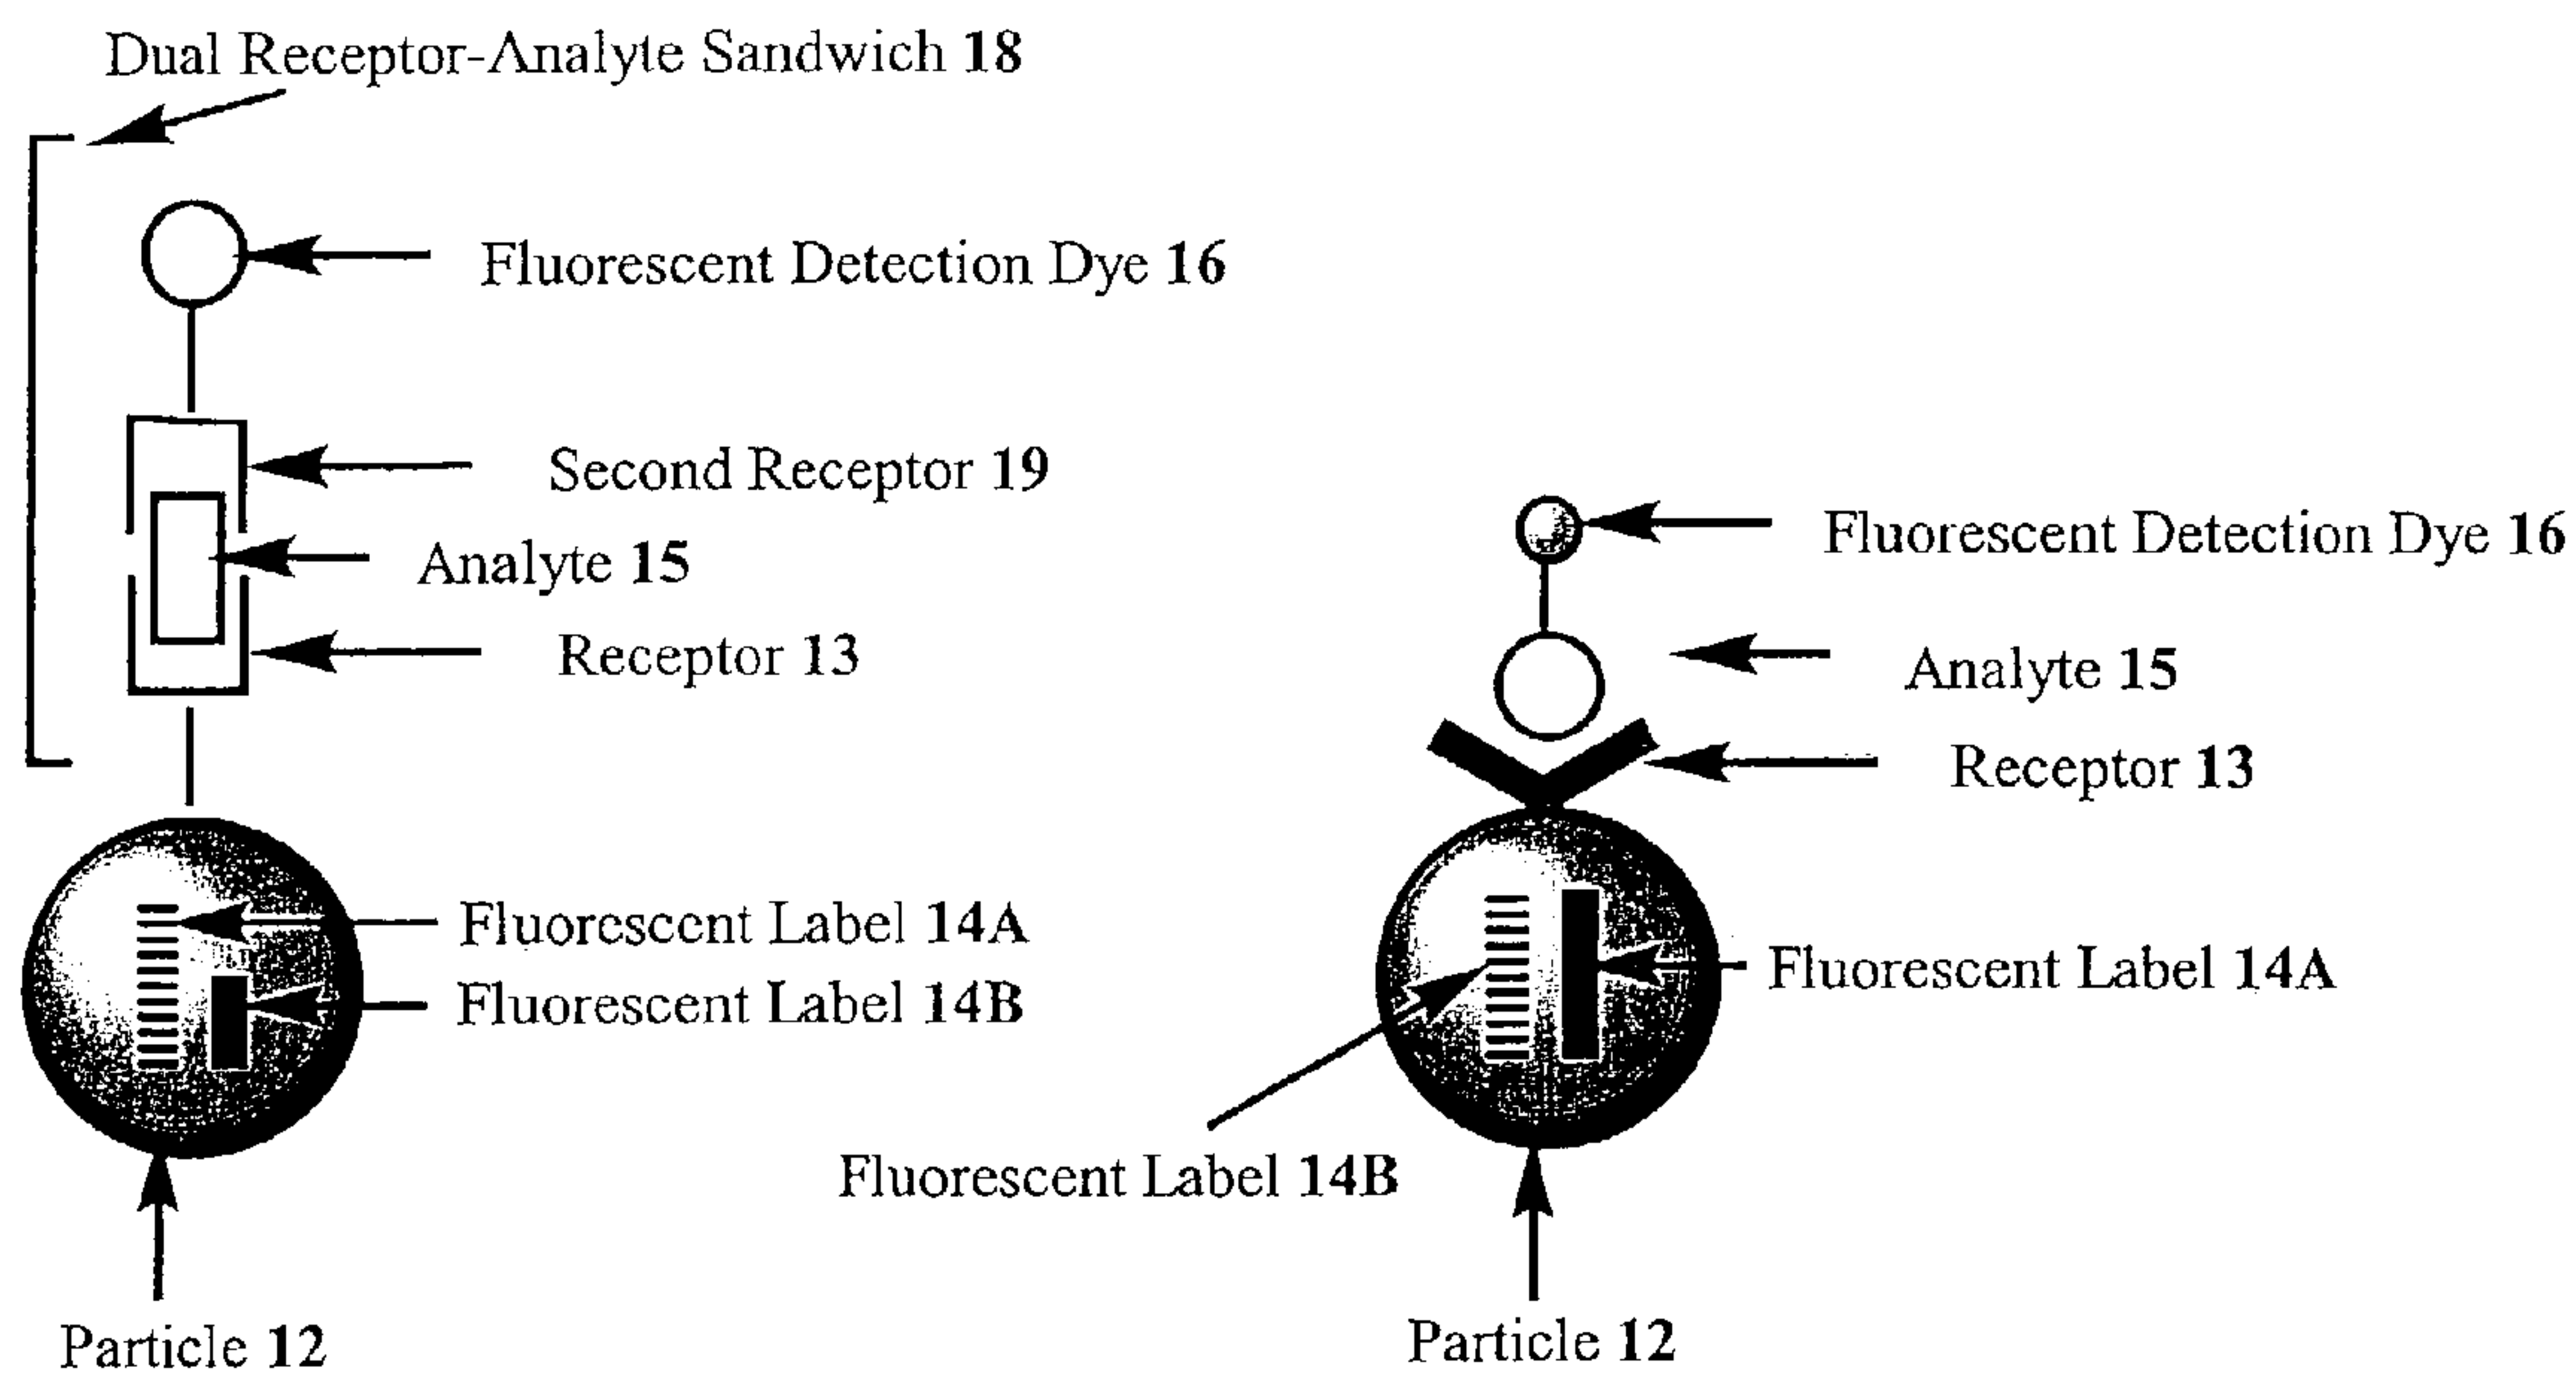 Dual Receptor-Analyte Sandwich 18
Fluorescent Detection Dye 16
Second Receptor 19
Analyte 15
Receptor 13
Fluorescent Label 14A
Fluorescent Label 14B
Particle 12
Fluorescent Detection Dye 16
Analyte 15
Receptor 13
Fluorescent Label 14A
Fluorescent Label 14B
Particle 12